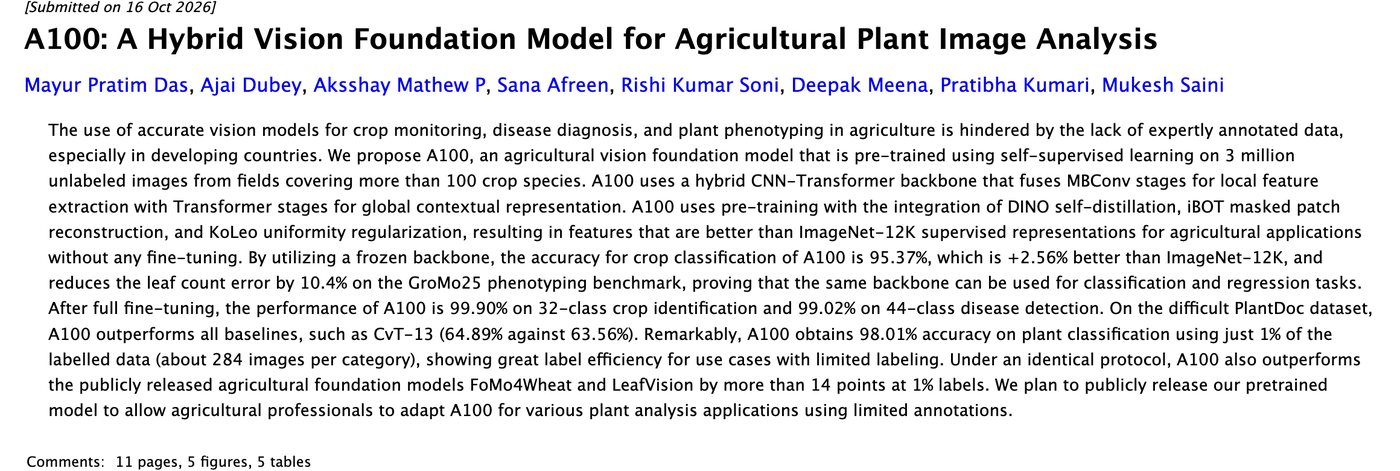 [Submitted on 16 Oct 2026]
A100: A Hybrid Vision Foundation Model for Agricultural Plant Image Analysis
Mayur Pratim Das, Ajai Dubey, Aksshay Mathew P, Sana Afreen, Rishi Kumar Soni, Deepak Meena, Pratibha Kumari, Mukesh Saini
The use of accurate vision models for crop monitoring, disease diagnosis, and plant phenotyping in agriculture is hindered by the lack of expertly annotated data,
especially in developing countries. We propose A100, an agricultural vision foundation model that is pre-trained using self-supervised learning on 3 million
unlabeled images from fields covering more than 100 crop species. A100 uses a hybrid CNN-Transformer backbone that fuses MBConv stages for local feature
extraction with Transformer stages for global contextual representation. A100 uses pre-training with the integration of DINO self-distillation, iBOT masked patch
reconstruction, and KoLeo uniformity regularization, resulting in features that are better than ImageNet-12K supervised representations for agricultural applications
without any fine-tuning. By utilizing a frozen backbone, the accuracy for crop classification of A100 is 95.37%, which is +2.56% better than ImageNet-12K, and
reduces the leaf count error by 10.4% on the GroMo25 phenotyping benchmark, proving that the same backbone can be used for classification and regression tasks.
After full fine-tuning, the performance of A100 is 99.90% on 32-class crop identification and 99.02% on 44-class disease detection. On the difficult PlantDoc dataset,
A100 outperforms all baselines, such as CvT-13 (64.89% against 63.56%). Remarkably, A100 obtains 98.01% accuracy on plant classification using just 1% of the
labelled data (about 284 images per category), showing great label efficiency for use cases with limited labeling. Under an identical protocol, A100 also outperforms
the publicly released agricultural foundation models FoMo4Wheat and LeafVision by more than 14 points at 1% labels. We plan to publicly release our pretrained
model to allow agricultural professionals to adapt A100 for various plant analysis applications using limited annotations.
Comments: 11 pages, 5 figures, 5 tables